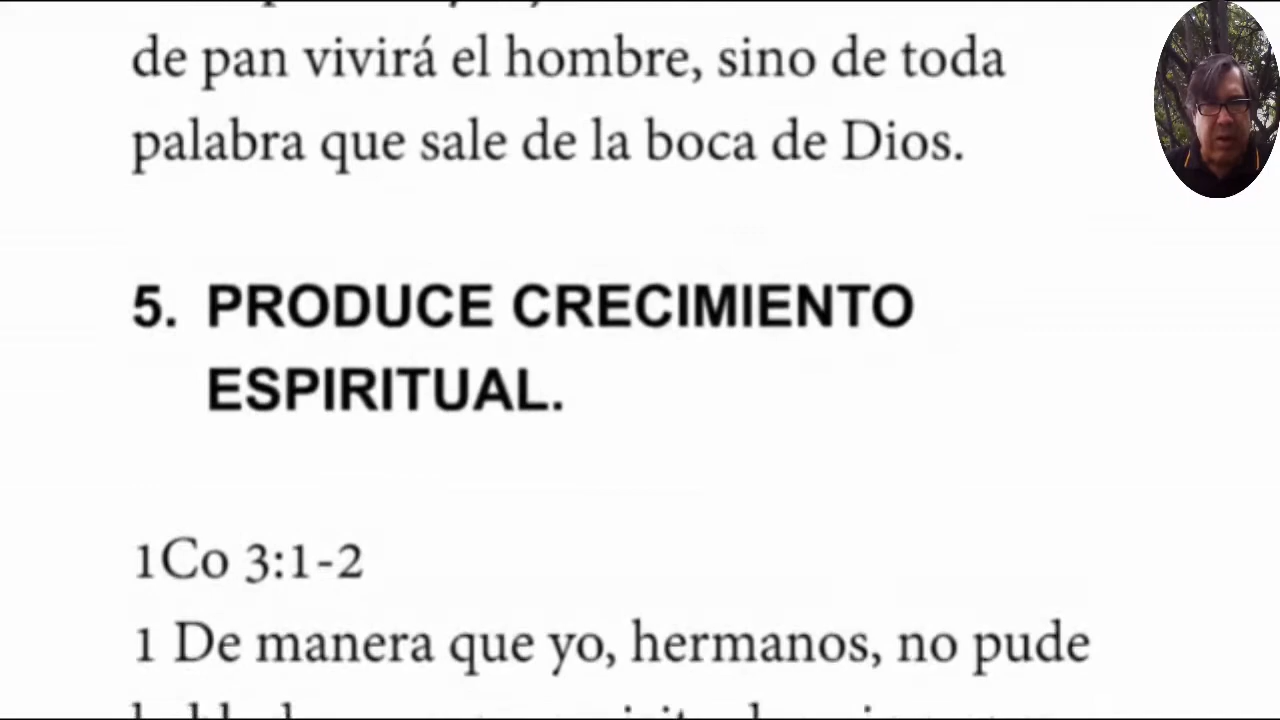 de pan vivirá el hombre, sino de toda
palabra que sale de la boca de Dios.
5. PRODUCE CRECIMIENTO
ESPIRITUAL.
1Co 3:1-2
1 De manera que yo, hermanos, no pude